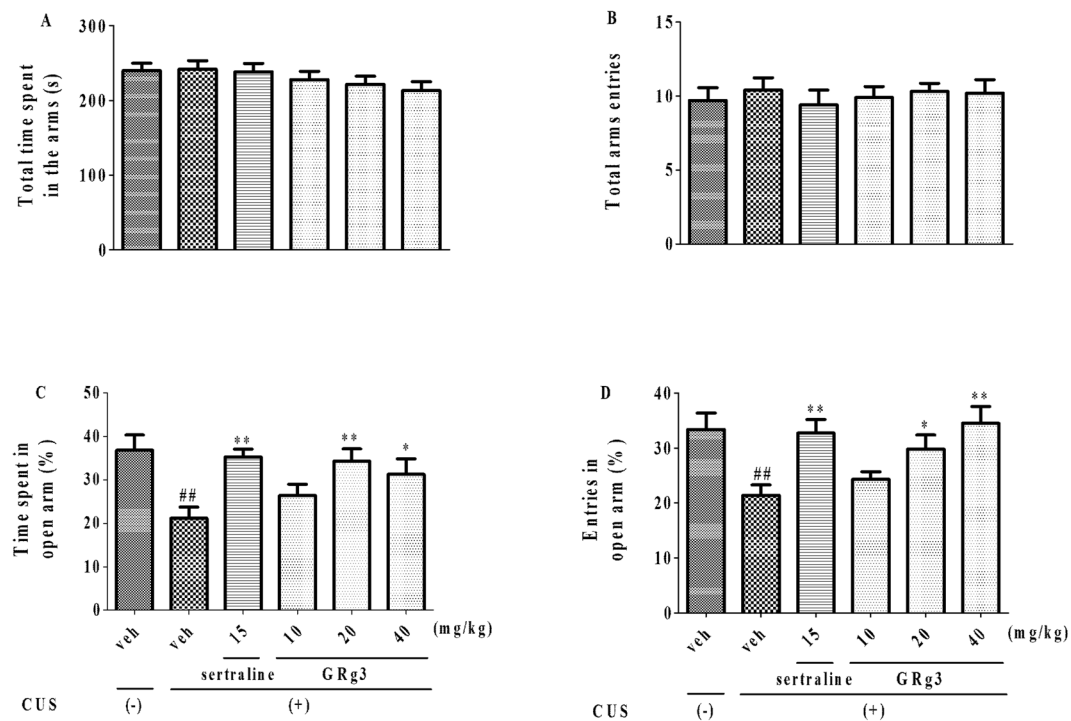 A
Total time spent
in the arms (s)
300
200
100
0
B
Total arms entries
15
10
5
0
C
Time spent in
open arm (%)
50
40
30
20
10
0
##
**
**
*
veh
veh
15
10
20
40
(mg/kg)
sertraline
GRg3
CUS
(-)
(+)
D
Entries in
open arm (%)
40
30
20
10
0
##
**
*
**
veh
veh
15
10
20
40
(mg/kg)
sertraline
GRg3
CUS
(-)
(+)